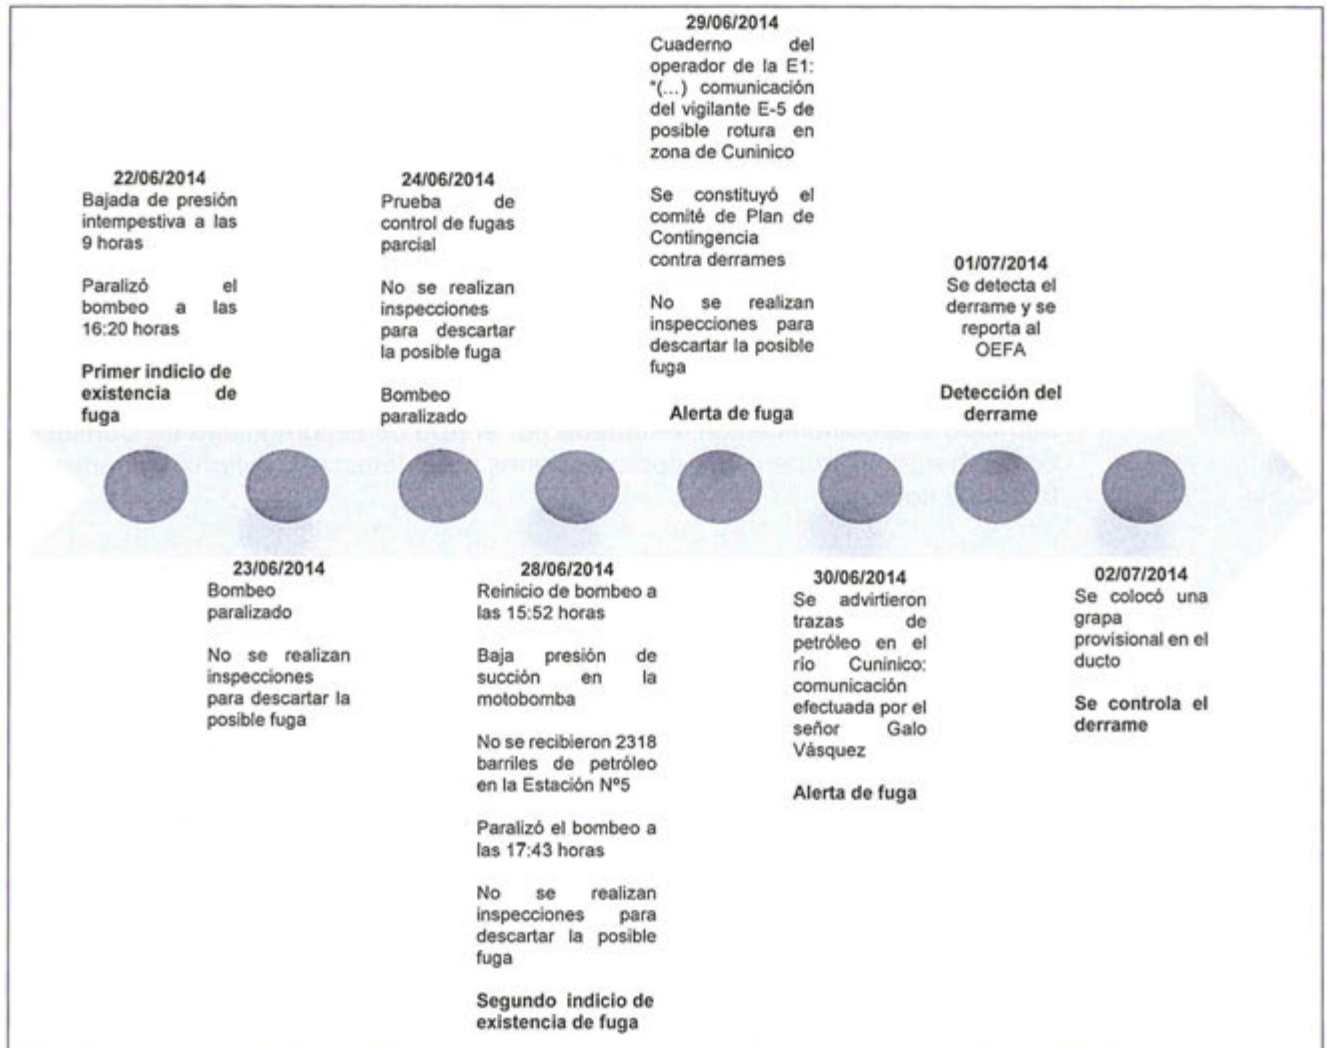 22/06/2014
Bajada de presión
intempestiva a las
9 horas
Paralizó el
bombeo a las
16:20 horas
Primer indicio de
existencia de
fuga
23/06/2014
Bombeo
paralizado
No se realizan
inspecciones
para descartar la
posible fuga
24/06/2014
Prueba de
control de fugas
parcial
No se realizan
inspecciones
para descartar
la posible fuga
Bombeo
paralizado
28/06/2014
Reinicio de bombeo a
las 15:52 horas
Baja presión de
succión en la
motobomba
No se recibieron 2318
barriles de petróleo
en la Estación Nº5
Paralizó el bombeo a
las 17:43 horas
No se realizan
inspecciones para
descartar la posible
fuga
Segundo indicio de
existencia de fuga
29/06/2014
Cuaderno del
operador de la E1:
"(...) comunicación
del vigilante E-5 de
posible rotura en
zona de Cuninico
Se constituyó el
comité de Plan de
Contingencia
contra derrames
No se realizan
inspecciones para
descartar la posible
fuga
Alerta de fuga
30/06/2014
Se advirtieron
trazas de
petróleo en el
río Cuninico:
comunicación
efectuada por el
señor Galo
Vásquez
Alerta de fuga
01/07/2014
Se detecta el
derrame y se
reporta al
OEFA
Detección del
derrame
02/07/2014
Se colocó una
grapa
provisional en el
ducto
Se controla el
derrame